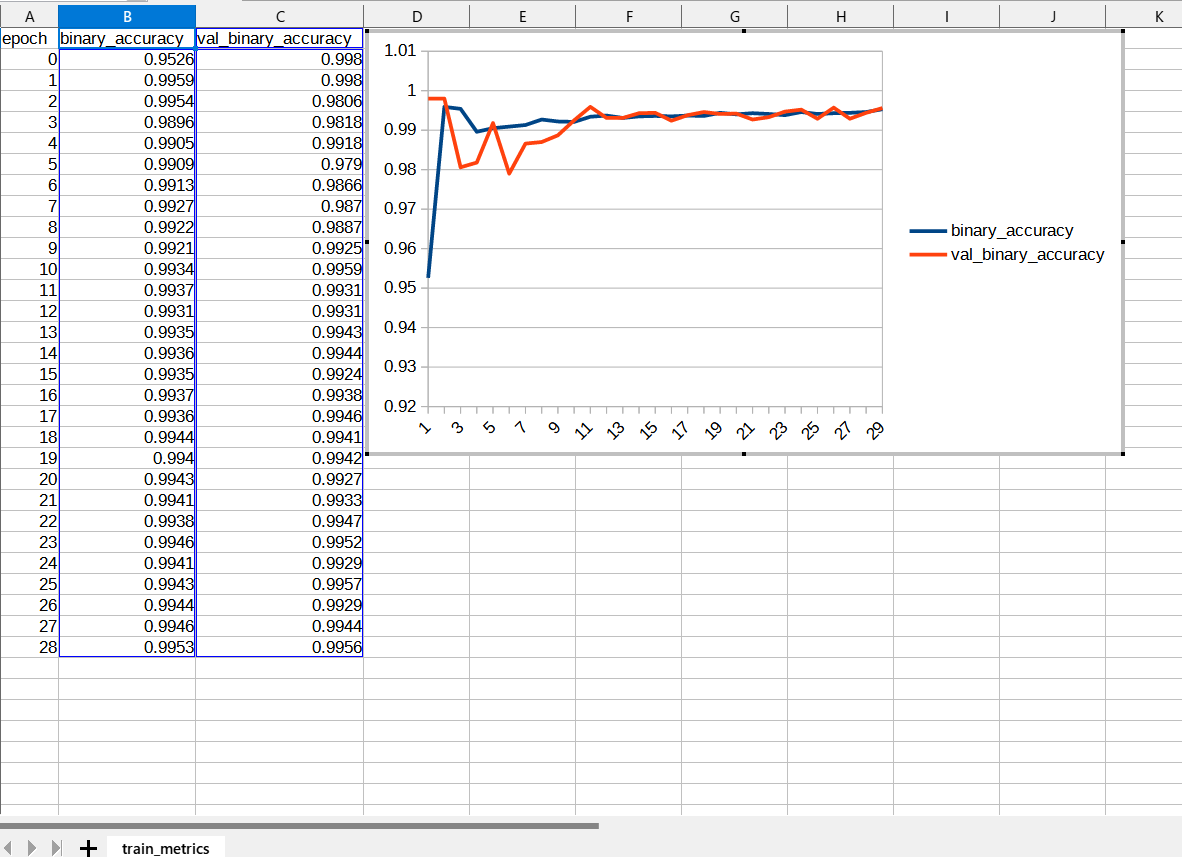 A B C D E F G H I J K
epoch binary_accuracy val_binary_accuracy
0 0.9526 0.998
1 0.9959 0.998
2 0.9954 0.9806
3 0.9896 0.9818
4 0.9905 0.9918
5 0.9909 0.979
6 0.9913 0.9866
7 0.9927 0.987
8 0.9922 0.9887
9 0.9921 0.9925
10 0.9934 0.9959
11 0.9937 0.9931
12 0.9931 0.9931
13 0.9935 0.9943
14 0.9936 0.9944
15 0.9935 0.9924
16 0.9937 0.9938
17 0.9936 0.9946
18 0.9944 0.9941
19 0.994 0.9942
20 0.9943 0.9927
21 0.9941 0.9933
22 0.9938 0.9947
23 0.9946 0.9952
24 0.9941 0.9929
25 0.9943 0.9957
26 0.9944 0.9929
27 0.9946 0.9944
28 0.9953 0.9956
1.01
1
0.99
0.98
0.97
0.96
0.95
0.94
0.93
0.92
1 3 5 7 9 11 13 15 17 19 21 23 25 27 29
binary_accuracy
val_binary_accuracy
train_metrics